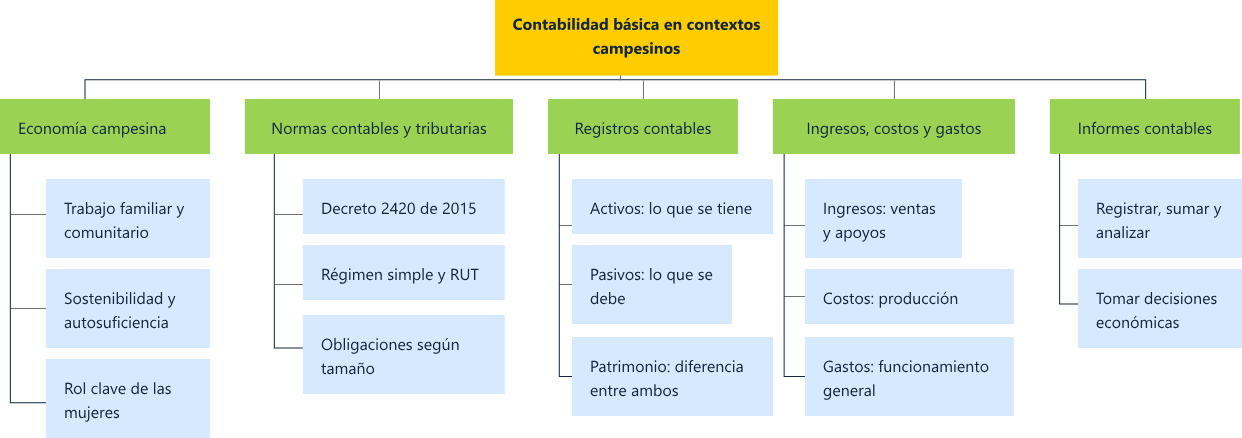 Contabilidad básica en contextos
campesinos
Economía campesina
Trabajo familiar y
comunitario
Sostenibilidad y
autosuficiencia
Rol clave de las
mujeres
Normas contables y tributarias
Decreto 2420 de 2015
Régimen simple y RUT
Obligaciones según
tamaño
Registros contables
Activos: lo que se tiene
Pasivos: lo que se
debe
Patrimonio: diferencia
entre ambos
Ingresos, costos y gastos
Ingresos: ventas
y apoyos
Costos: producción
Gastos: funcionamiento
general
Informes contables
Registrar, sumar y
analizar
Tomar decisiones
económicas